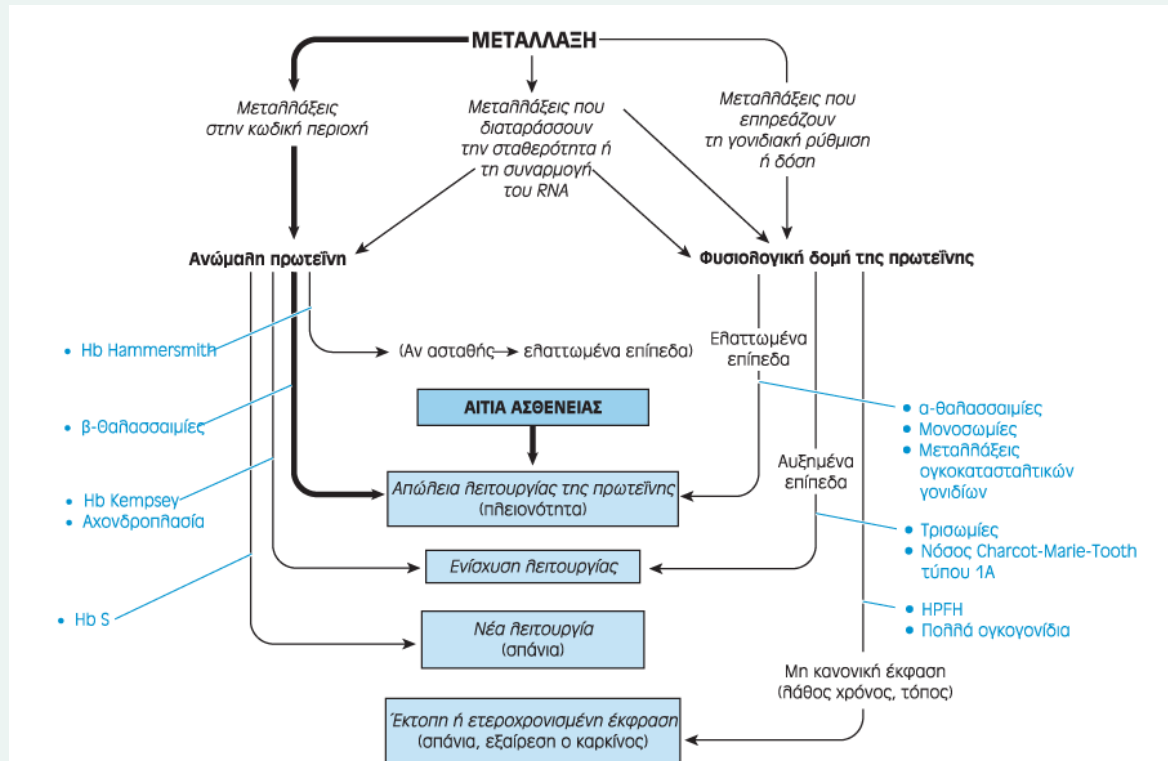 ΜΕΤΑΛΛΑΞΗ
Μεταλλάξεις
στην κωδική περιοχή
Μεταλλάξεις που
διαταράσσουν
την σταθερότητα ή
τη συναρμογή
του RNA
Μεταλλάξεις που
επηρεάζουν
τη γονιδιακή ρύθμιση
ή δόση
Ανώμαλη πρωτεΐνη
Φυσιολογική δομή της πρωτεΐνης
• Hb Hammersmith
(Αν ασταθής → ελαττωμένα επίπεδα)
Ελαττωμένα
επίπεδα
ΑΙΤΙΑ ΑΣΘΕΝΕΙΑΣ
• β-θαλασσαιμίες
• α-θαλασσαιμίες
• Μονοσωμίες
• Μεταλλάξεις
ογκοκατασταλτικών
γονιδίων
Αυξημένα
επίπεδα
Απώλεια λειτουργίας της πρωτεΐνης
(πλειονότητα)
• Hb Kempsey
• Αχονδροπλασία
• Τρισωμίες
• Νόσος Charcot-Marie-Tooth
τύπου 1Α
Ενίσχυση λειτουργίας
• Hb S
• HPFH
• Πολλά ογκογονίδια
Νέα λειτουργία
(σπάνια)
Μη κανονική έκφαση
(λάθος χρόνος, τόπος)
Έκτοπη ή ετεροχρονισμένη έκφραση
(σπάνια, εξαίρεση ο καρκίνος)